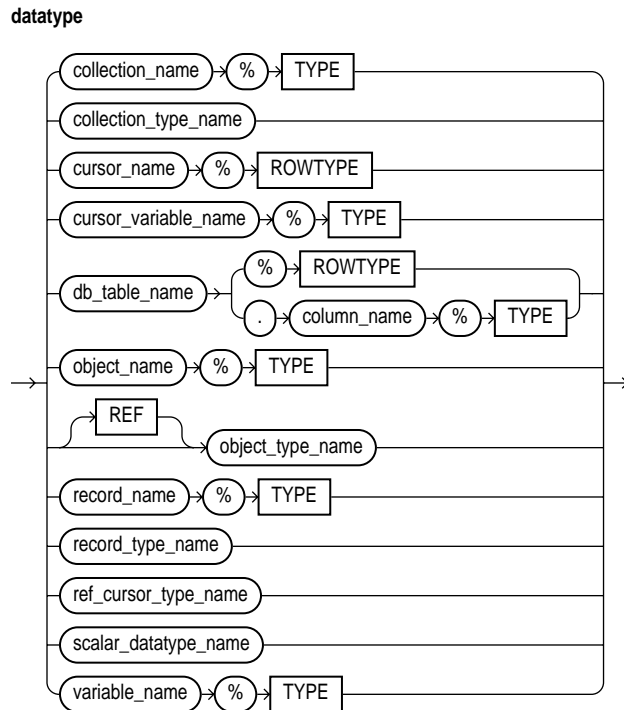 datatype
collection_name % TYPE
collection_type_name
cursor_name % ROWTYPE
cursor_variable_name % TYPE
% ROWTYPE
db_table_name
. column_name % TYPE
object_name % TYPE
REF
object_type_name
record_name % TYPE
record_type_name
ref_cursor_type_name
scalar_datatype_name
variable_name % TYPE